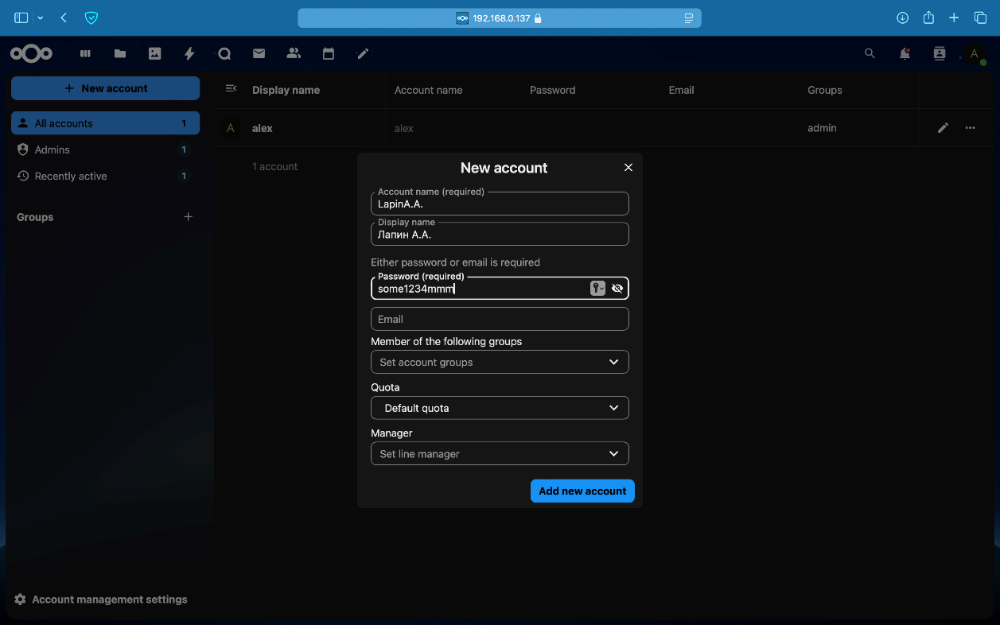 192.168.0.137
A
+ New account
Display name
Account name
Password
Email
Groups
All accounts 1
A alex alex admin
Admins 1
1 account
Recently active 1
Groups +
New account
Account name (required)
LapinA.A.
Display name
Лапин А.А.
Either password or email is required
Password (required)
some1234mmm
Email
Member of the following groups
Set account groups
Quota
Default quota
Manager
Set line manager
Add new account
Account management settings